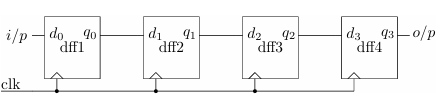 i/p d₀ q₀ d₁ q₁ d₂ q₂ d₃ q₃ o/p
dff1 dff2 dff3 dff4
clk